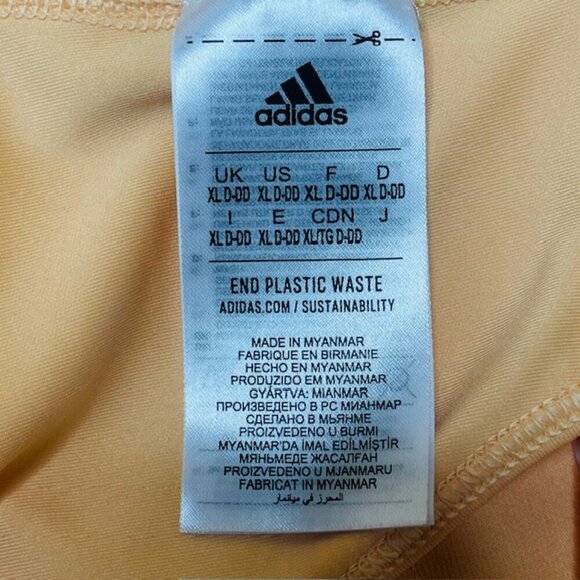 adidas
UK US F D
XL D-DD XL D-DD XL D-DD XL D-DD
I E CDN J
XL D-DD XL D-DD XL/TG D-DD
END PLASTIC WASTE
ADIDAS.COM / SUSTAINABILITY
MADE IN MYANMAR
FABRIQUE EN BIRMANIE
HECHO EN MYANMAR
PRODUZIDO EM MYANMAR
GYÁRTVA: MIANMAR
ПРОИЗВЕДЕНО В РС МИАНМАР
СДЕЛАНО В МЬЯНМЕ
PROIZVEDENO U BURMI
MYANMAR'DA İMAL EDİLMİŞTİR
МЯНЬМЕДЕ ЖАСАЛҒАН
PROIZVEDENO U MJANMARU
FABRICAT IN MYANMAR
في ميانمار